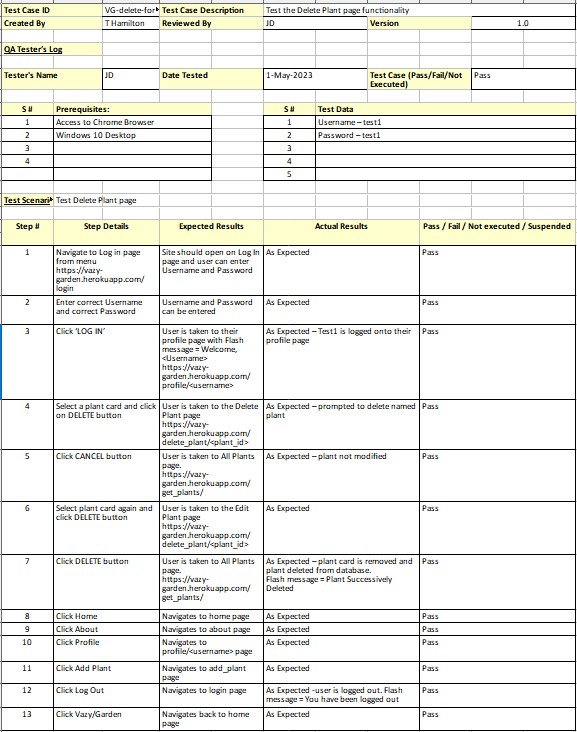 Test Case ID VG-delete-for Test Case Description Test the Delete Plant page functionality
Created By T Hamilton Reviewed By JD Version 1.0
QA Tester's Log
Tester's Name JD Date Tested 1-May-2023 Test Case (Pass/Fail/Not
Executed) Pass
S # Prerequisites: S # Test Data
1 Access to Chrome Browser 1 Username – test1
2 Windows 10 Desktop 2 Password – test1
3 3
4 4
5
Test Scenari Test Delete Plant page
Step # Step Details Expected Results Actual Results Pass / Fail / Not executed / Suspended
1 Navigate to Log in page Site should open on Log In As Expected Pass
from menu page and user can enter
https://vazy- Username and Password
garden.herokuapp.com/
login
2 Enter correct Username Username and Password As Expected Pass
and correct Password can be entered
3 Click 'LOG IN' User is taken to their As Expected – Test1 is logged onto their Pass
profile page with Flash profile page
message = Welcome,
<Username>
https://vazy-
garden.herokuapp.com/
profile/<username>
4 Select a plant card and click User is taken to the Delete As Expected – prompted to delete named Pass
on DELETE button Plant page plant
https://vazy-
garden.herokuapp.com/
delete_plant/<plant_id>
5 Click CANCEL button User is taken to All Plants As Expected – plant not modified Pass
page.
https://vazy-
garden.herokuapp.com/
get_plants/
6 Select plant card again and User is taken to the Edit As Expected Pass
click DELETE button Plant page
https://vazy-
garden.herokuapp.com/
delete_plant/<plant_id>
7 Click DELETE button User is taken to All Plants As Expected – plant card is removed and Pass
page. plant deleted from database.
https://vazy- Flash message = Plant Successively
garden.herokuapp.com/ Deleted
get_plants/
8 Click Home Navigates to home page As Expected Pass
9 Click About Navigates to about page As Expected Pass
10 Click Profile Navigates to As Expected Pass
profile/<username> page
11 Click Add Plant Navigates to add_plant As Expected Pass
page
12 Click Log Out Navigates to login page As Expected -user is logged out. Flash Pass
message = You have been logged out
13 Click Vazy/Garden Navigates back to home As Expected Pass
page